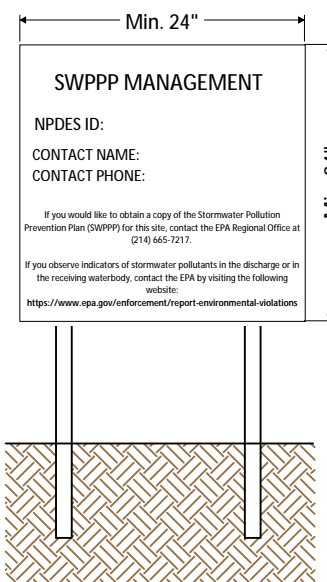 Min. 24"
SWPPP MANAGEMENT
NPDES ID:
CONTACT NAME:
CONTACT PHONE:
If you would like to obtain a copy of the Stormwater Pollution
Prevention Plan (SWPPP) for this site, contact the EPA Regional Office at
(214) 665-7217.
If you observe indicators of stormwater pollutants in the discharge or in
the receiving waterbody, contact the EPA by visiting the following
website:
https://www.epa.gov/enforcement/report-environmental-violations